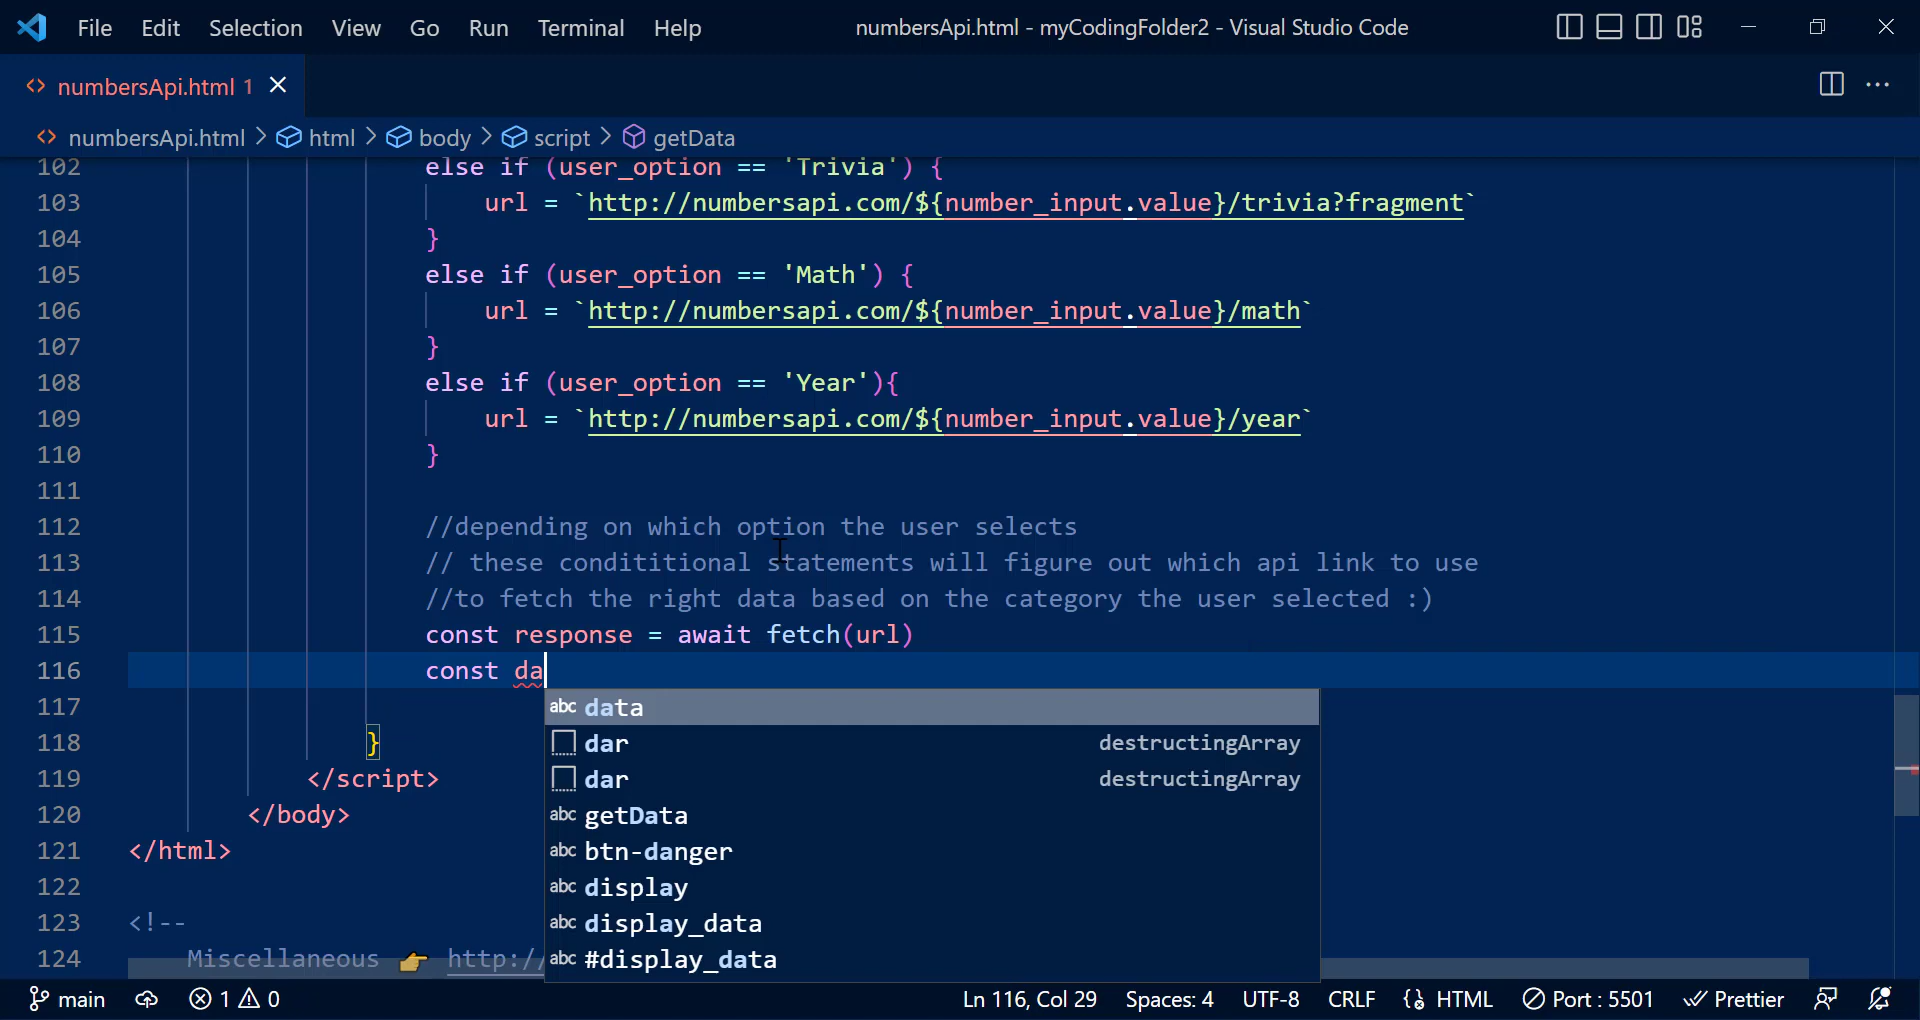 File Edit Selection View Go Run Terminal Help numbersApi.html - myCodingFolder2 - Visual Studio Code
numbersApi.html 1
numbersApi.html > html > body > script > getData
102 else if (user_option == 'Trivia') {
103 url = `http://numbersapi.com/${number_input.value}/trivia?fragment`
104 }
105 else if (user_option == 'Math') {
106 url = `http://numbersapi.com/${number_input.value}/math`
107 }
108 else if (user_option == 'Year'){
109 url = `http://numbersapi.com/${number_input.value}/year`
110 }
111
112 //depending on which option the user selects
113 // these condititional statements will figure out which api link to use
114 //to fetch the right data based on the category the user selected :)
115 const response = await fetch(url)
116 const da
117 abc data
118 } dar destructingArray
119 </script> dar destructingArray
120 </body> abc getData
121 </html> abc btn-danger
122 abc display
123 <!-- abc display_data
124 Miscellaneous 👉 http:// abc #display_data
main 1 0 Ln 116, Col 29 Spaces: 4 UTF-8 CRLF HTML Port : 5501 Prettier